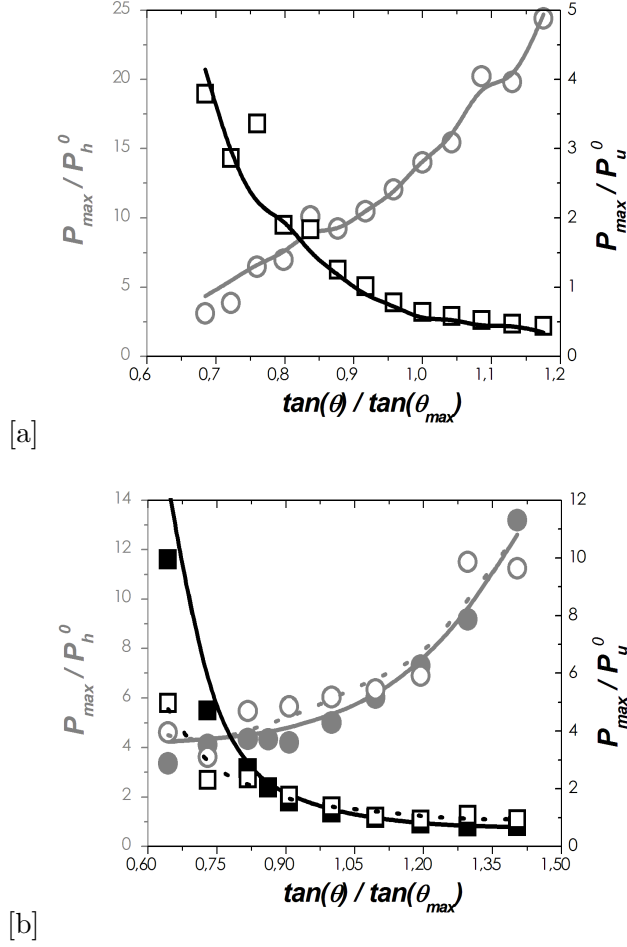 25
20
15
10
5
0
P_max / P_h^0
5
4
3
2
1
0
P_max / P_u^0
0,6 0,7 0,8 0,9 1,0 1,1 1,2
tan(θ) / tan(θ_max)
[a]
14
12
10
8
6
4
2
0
P_max / P_h^0
12
10
8
6
4
2
0
P_max / P_u^0
0,60 0,75 0,90 1,05 1,20 1,35 1,50
tan(θ) / tan(θ_max)
[b]